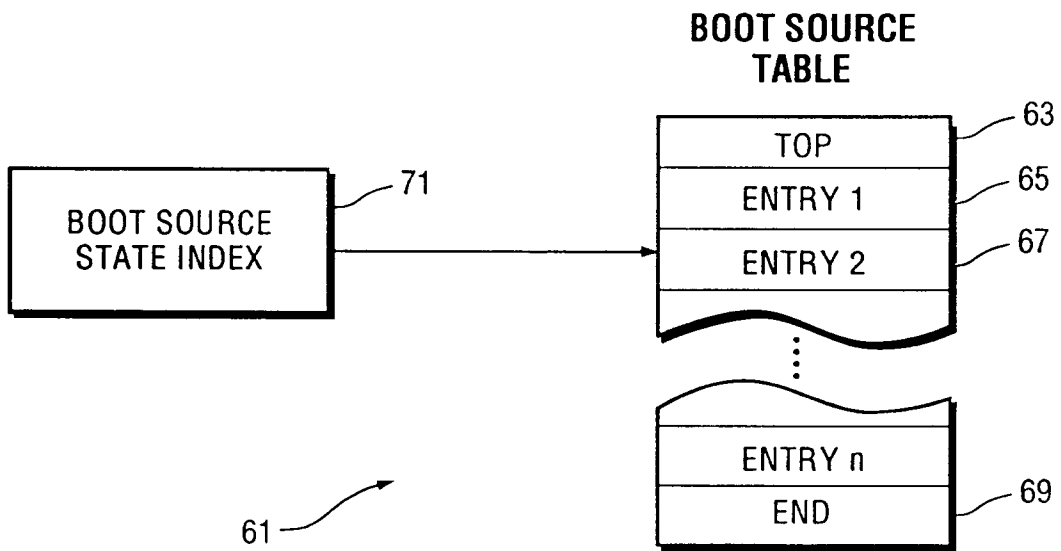 BOOT SOURCE
TABLE
63
TOP
71
65
ENTRY 1
BOOT SOURCE
STATE INDEX
67
ENTRY 2
ENTRY n
69
END
61